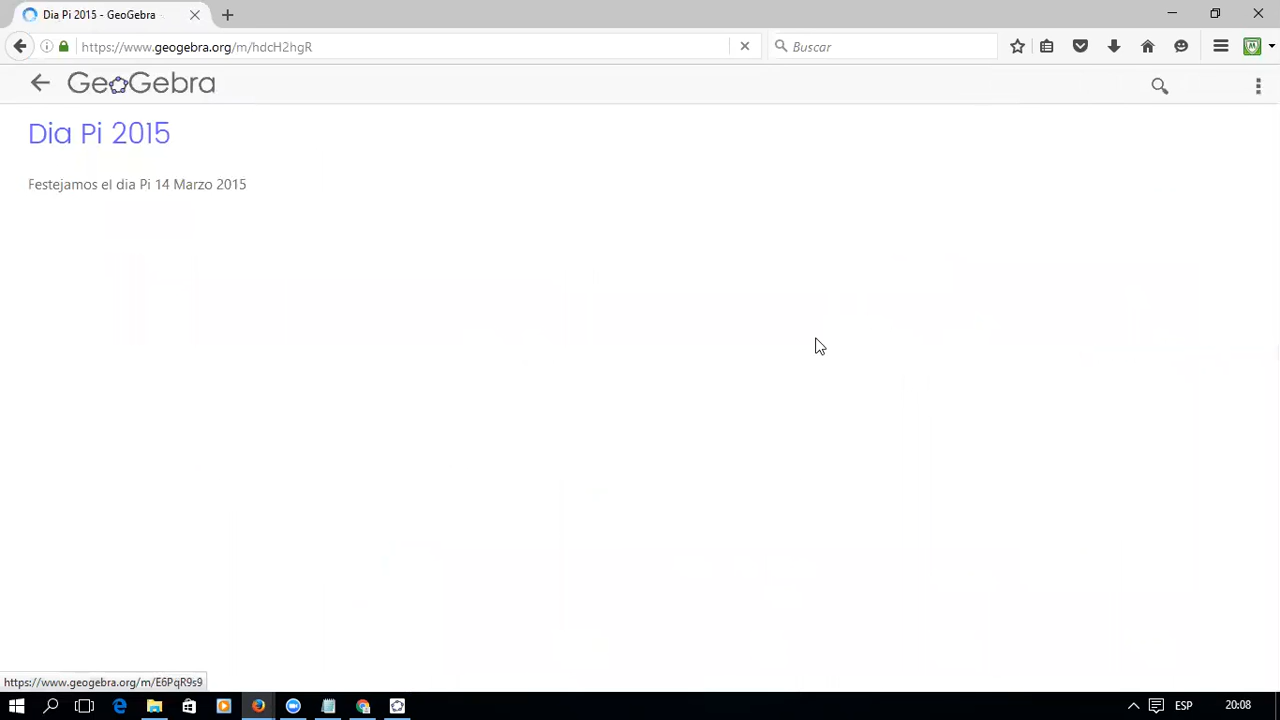 Dia Pi 2015 - GeoGebra
https://www.geogebra.org/m/hdcH2hgR
Buscar
GeoGebra
Dia Pi 2015
Festejamos el dia Pi 14 Marzo 2015
https://www.geogebra.org/m/E6PqR9s9
ESP
20:08